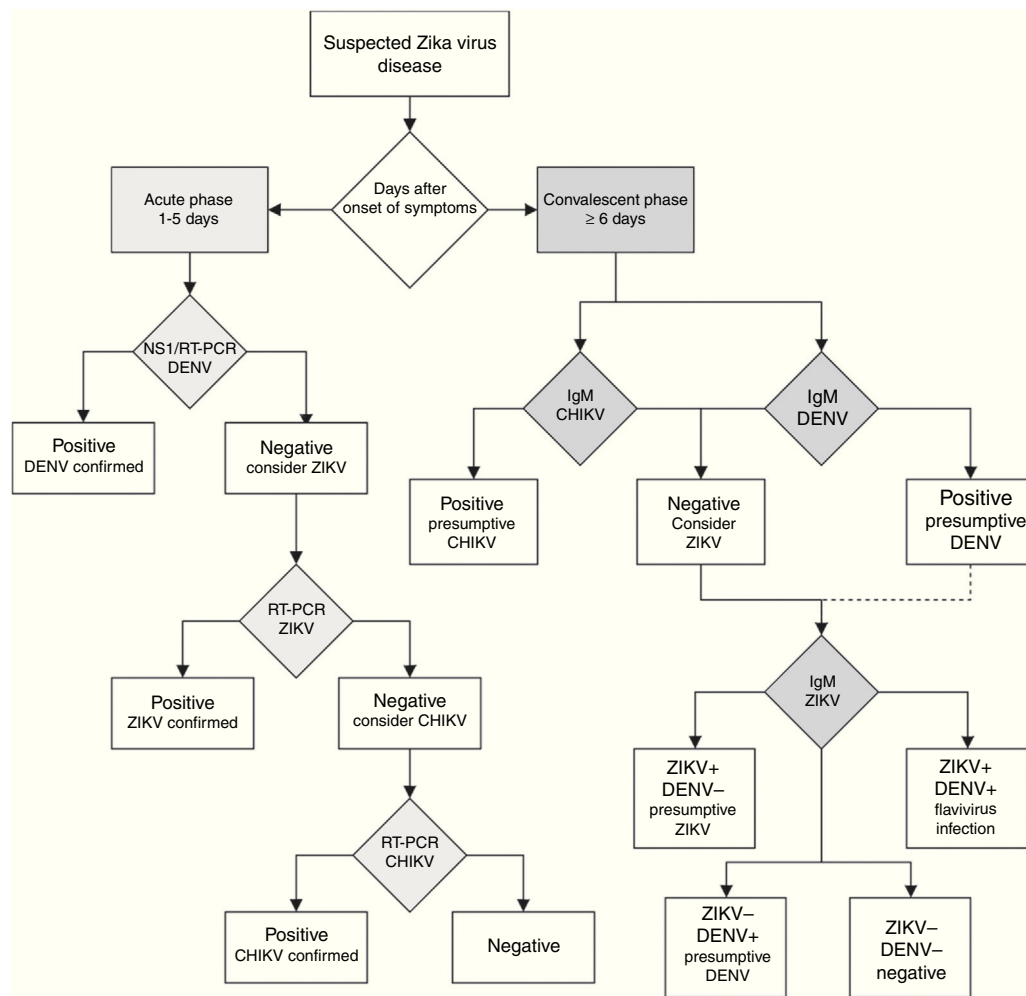 Suspected Zika virus
disease
Days after
onset of symptoms
Acute phase
1-5 days
Convalescent phase
≥ 6 days
NS1/RT-PCR
DENV
Positive
DENV confirmed
Negative
consider ZIKV
RT-PCR
ZIKV
Positive
ZIKV confirmed
Negative
consider CHIKV
RT-PCR
CHIKV
Positive
CHIKV confirmed
Negative
IgM
CHIKV
IgM
DENV
Positive
presumptive
CHIKV
Negative
Consider
ZIKV
Positive
presumptive
DENV
IgM
ZIKV
ZIKV+
DENV–
presumptive
ZIKV
ZIKV+
DENV+
flavivirus
infection
ZIKV–
DENV+
presumptive
DENV
ZIKV–
DENV–
negative